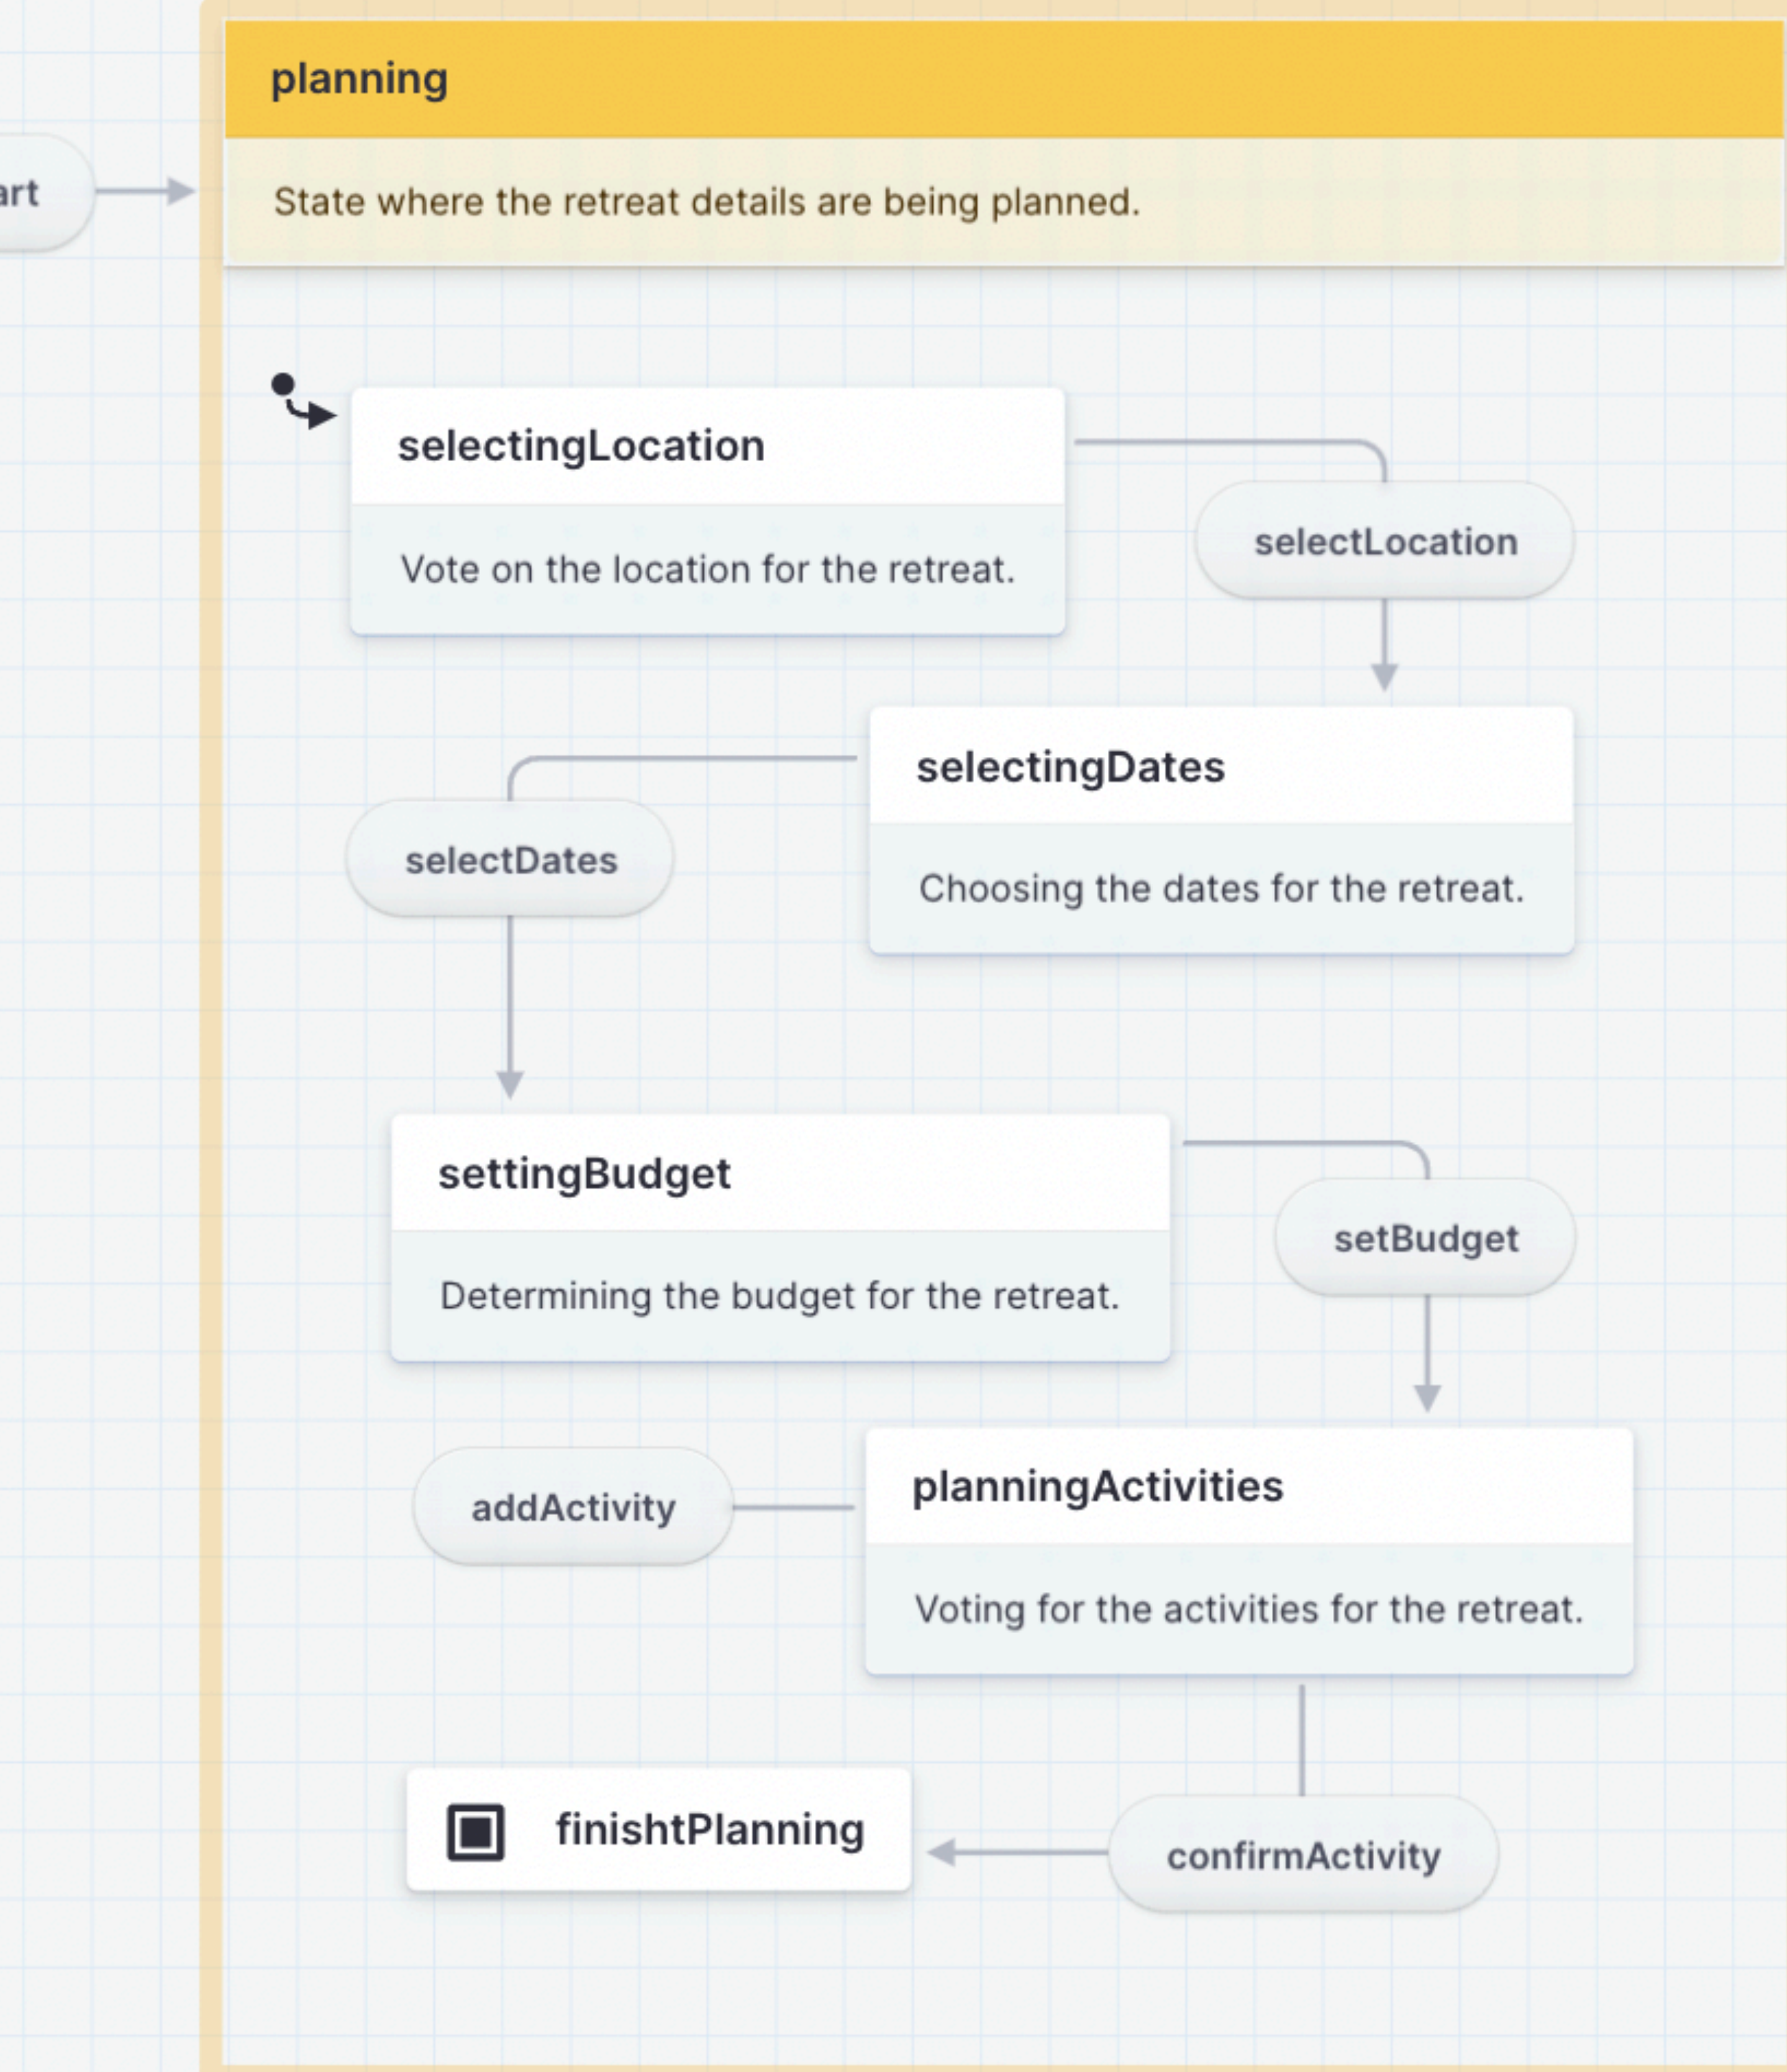 planning
art
State where the retreat details are being planned.
selectingLocation
Vote on the location for the retreat.
selectLocation
selectingDates
Choosing the dates for the retreat.
selectDates
settingBudget
Determining the budget for the retreat.
setBudget
planningActivities
addActivity
Voting for the activities for the retreat.
finishtPlanning
confirmActivity